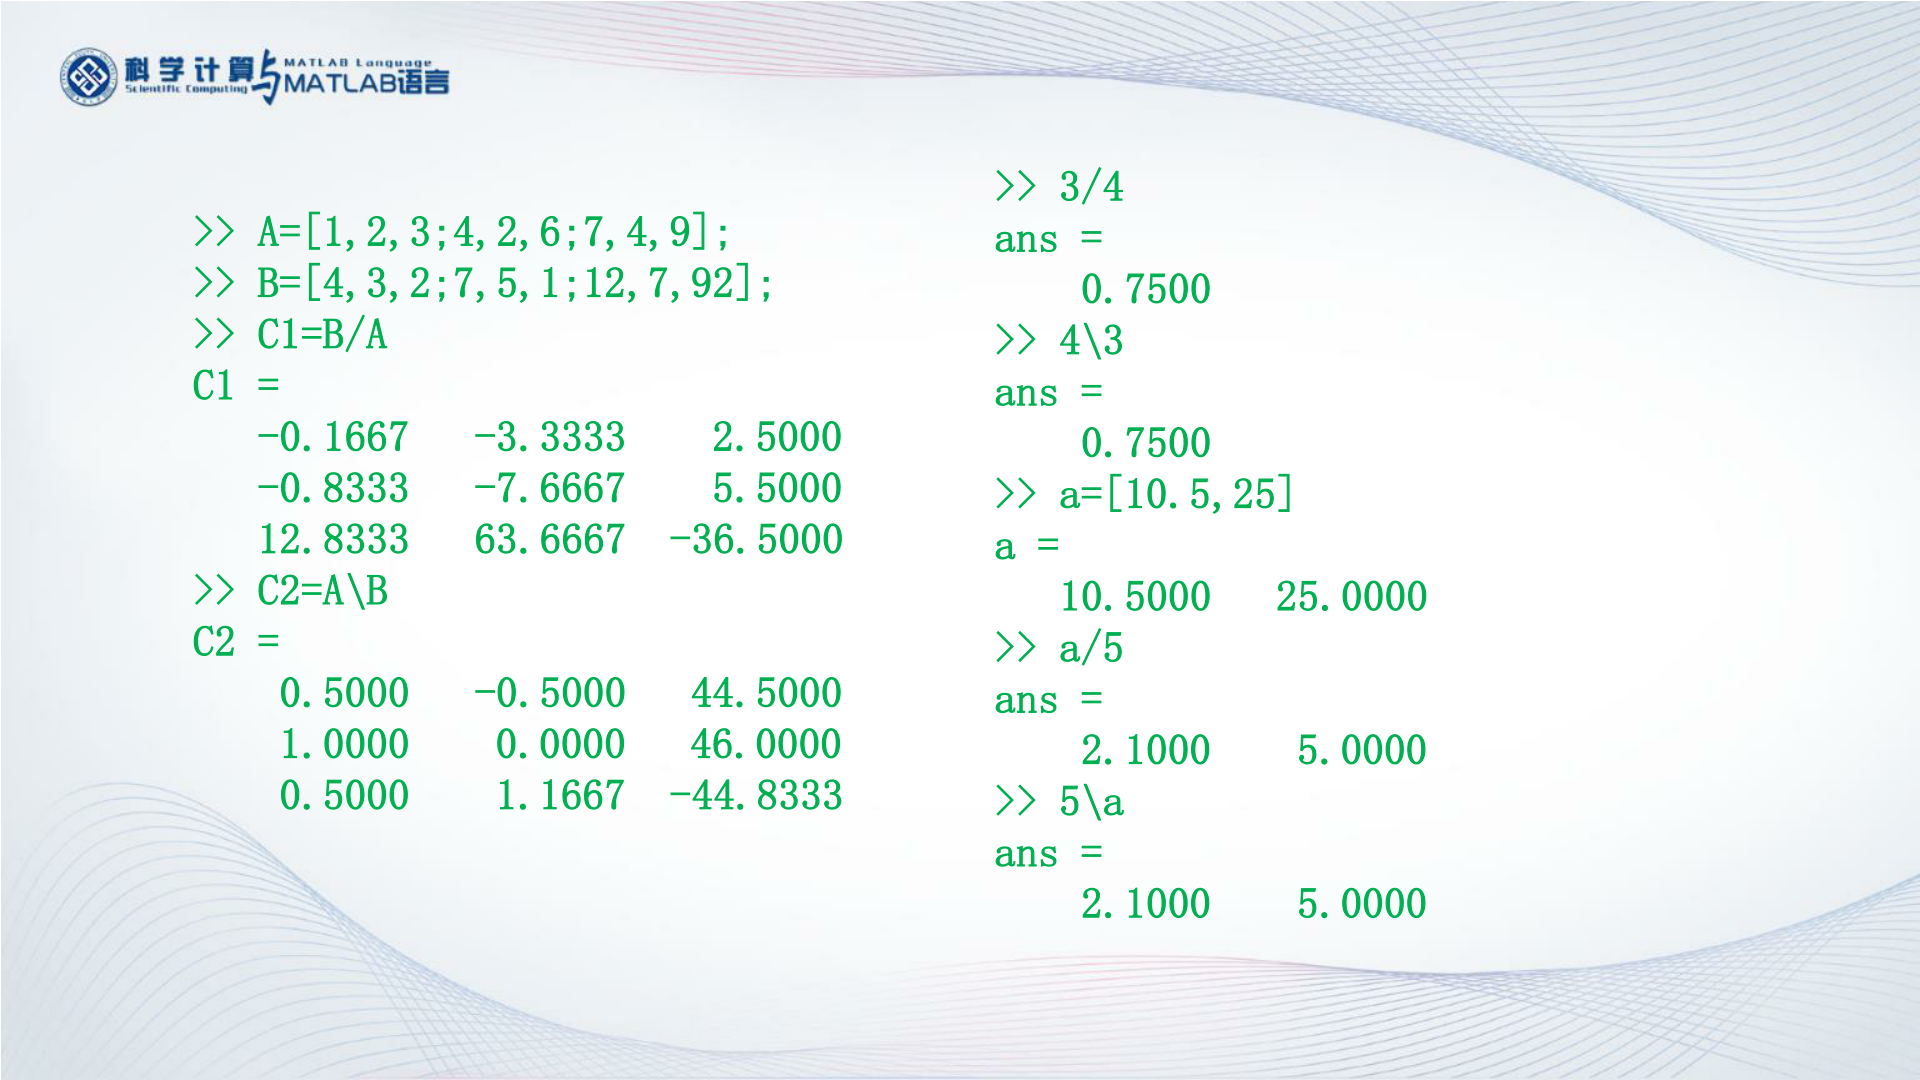 科学计算与MATLAB语言
Scientific Computing
MATLAB Language
>> A=[1,2,3;4,2,6;7,4,9];
>> B=[4,3,2;7,5,1;12,7,92];
>> C1=B/A
C1 =
-0.1667 -3.3333 2.5000
-0.8333 -7.6667 5.5000
12.8333 63.6667 -36.5000
>> C2=A\B
C2 =
0.5000 -0.5000 44.5000
1.0000 0.0000 46.0000
0.5000 1.1667 -44.8333
>> 3/4
ans =
0.7500
>> 4\3
ans =
0.7500
>> a=[10.5,25]
a =
10.5000 25.0000
>> a/5
ans =
2.1000 5.0000
>> 5\a
ans =
2.1000 5.0000